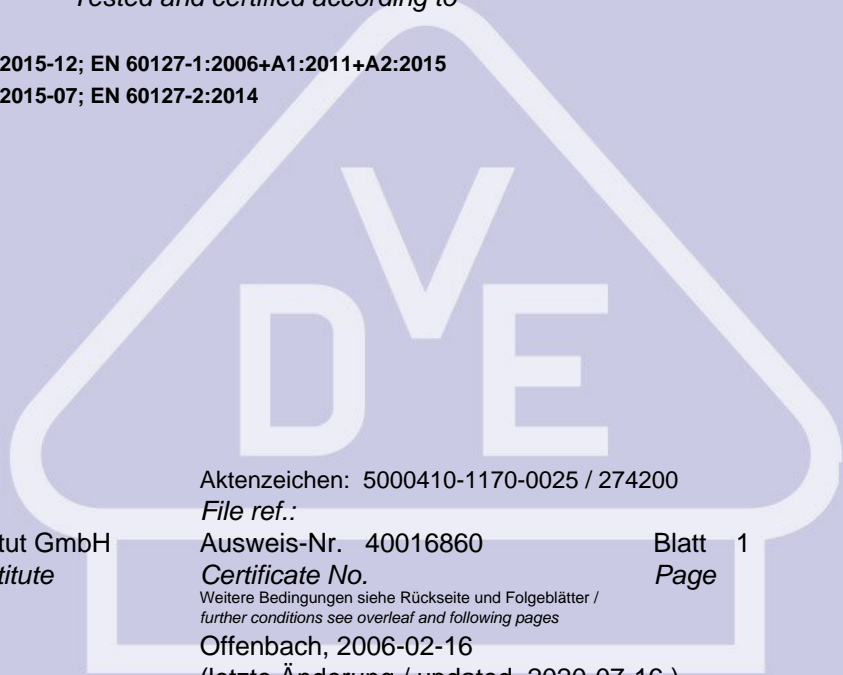 Tested and certified according to
2015-12; EN 60127-1:2006+A1:2011+A2:2015
2015-07; EN 60127-2:2014
VDE
Aktenzeichen: 5000410-1170-0025 / 274200
File ref.:
tut GmbH Ausweis-Nr. 40016860 Blatt 1
titute Certificate No. Page
Weitere Bedingungen siehe Rückseite und Folgeblätter /
further conditions see overleaf and following pages
Offenbach, 2006-02-16
(letzte Änderung / updated 2020-07-16 )